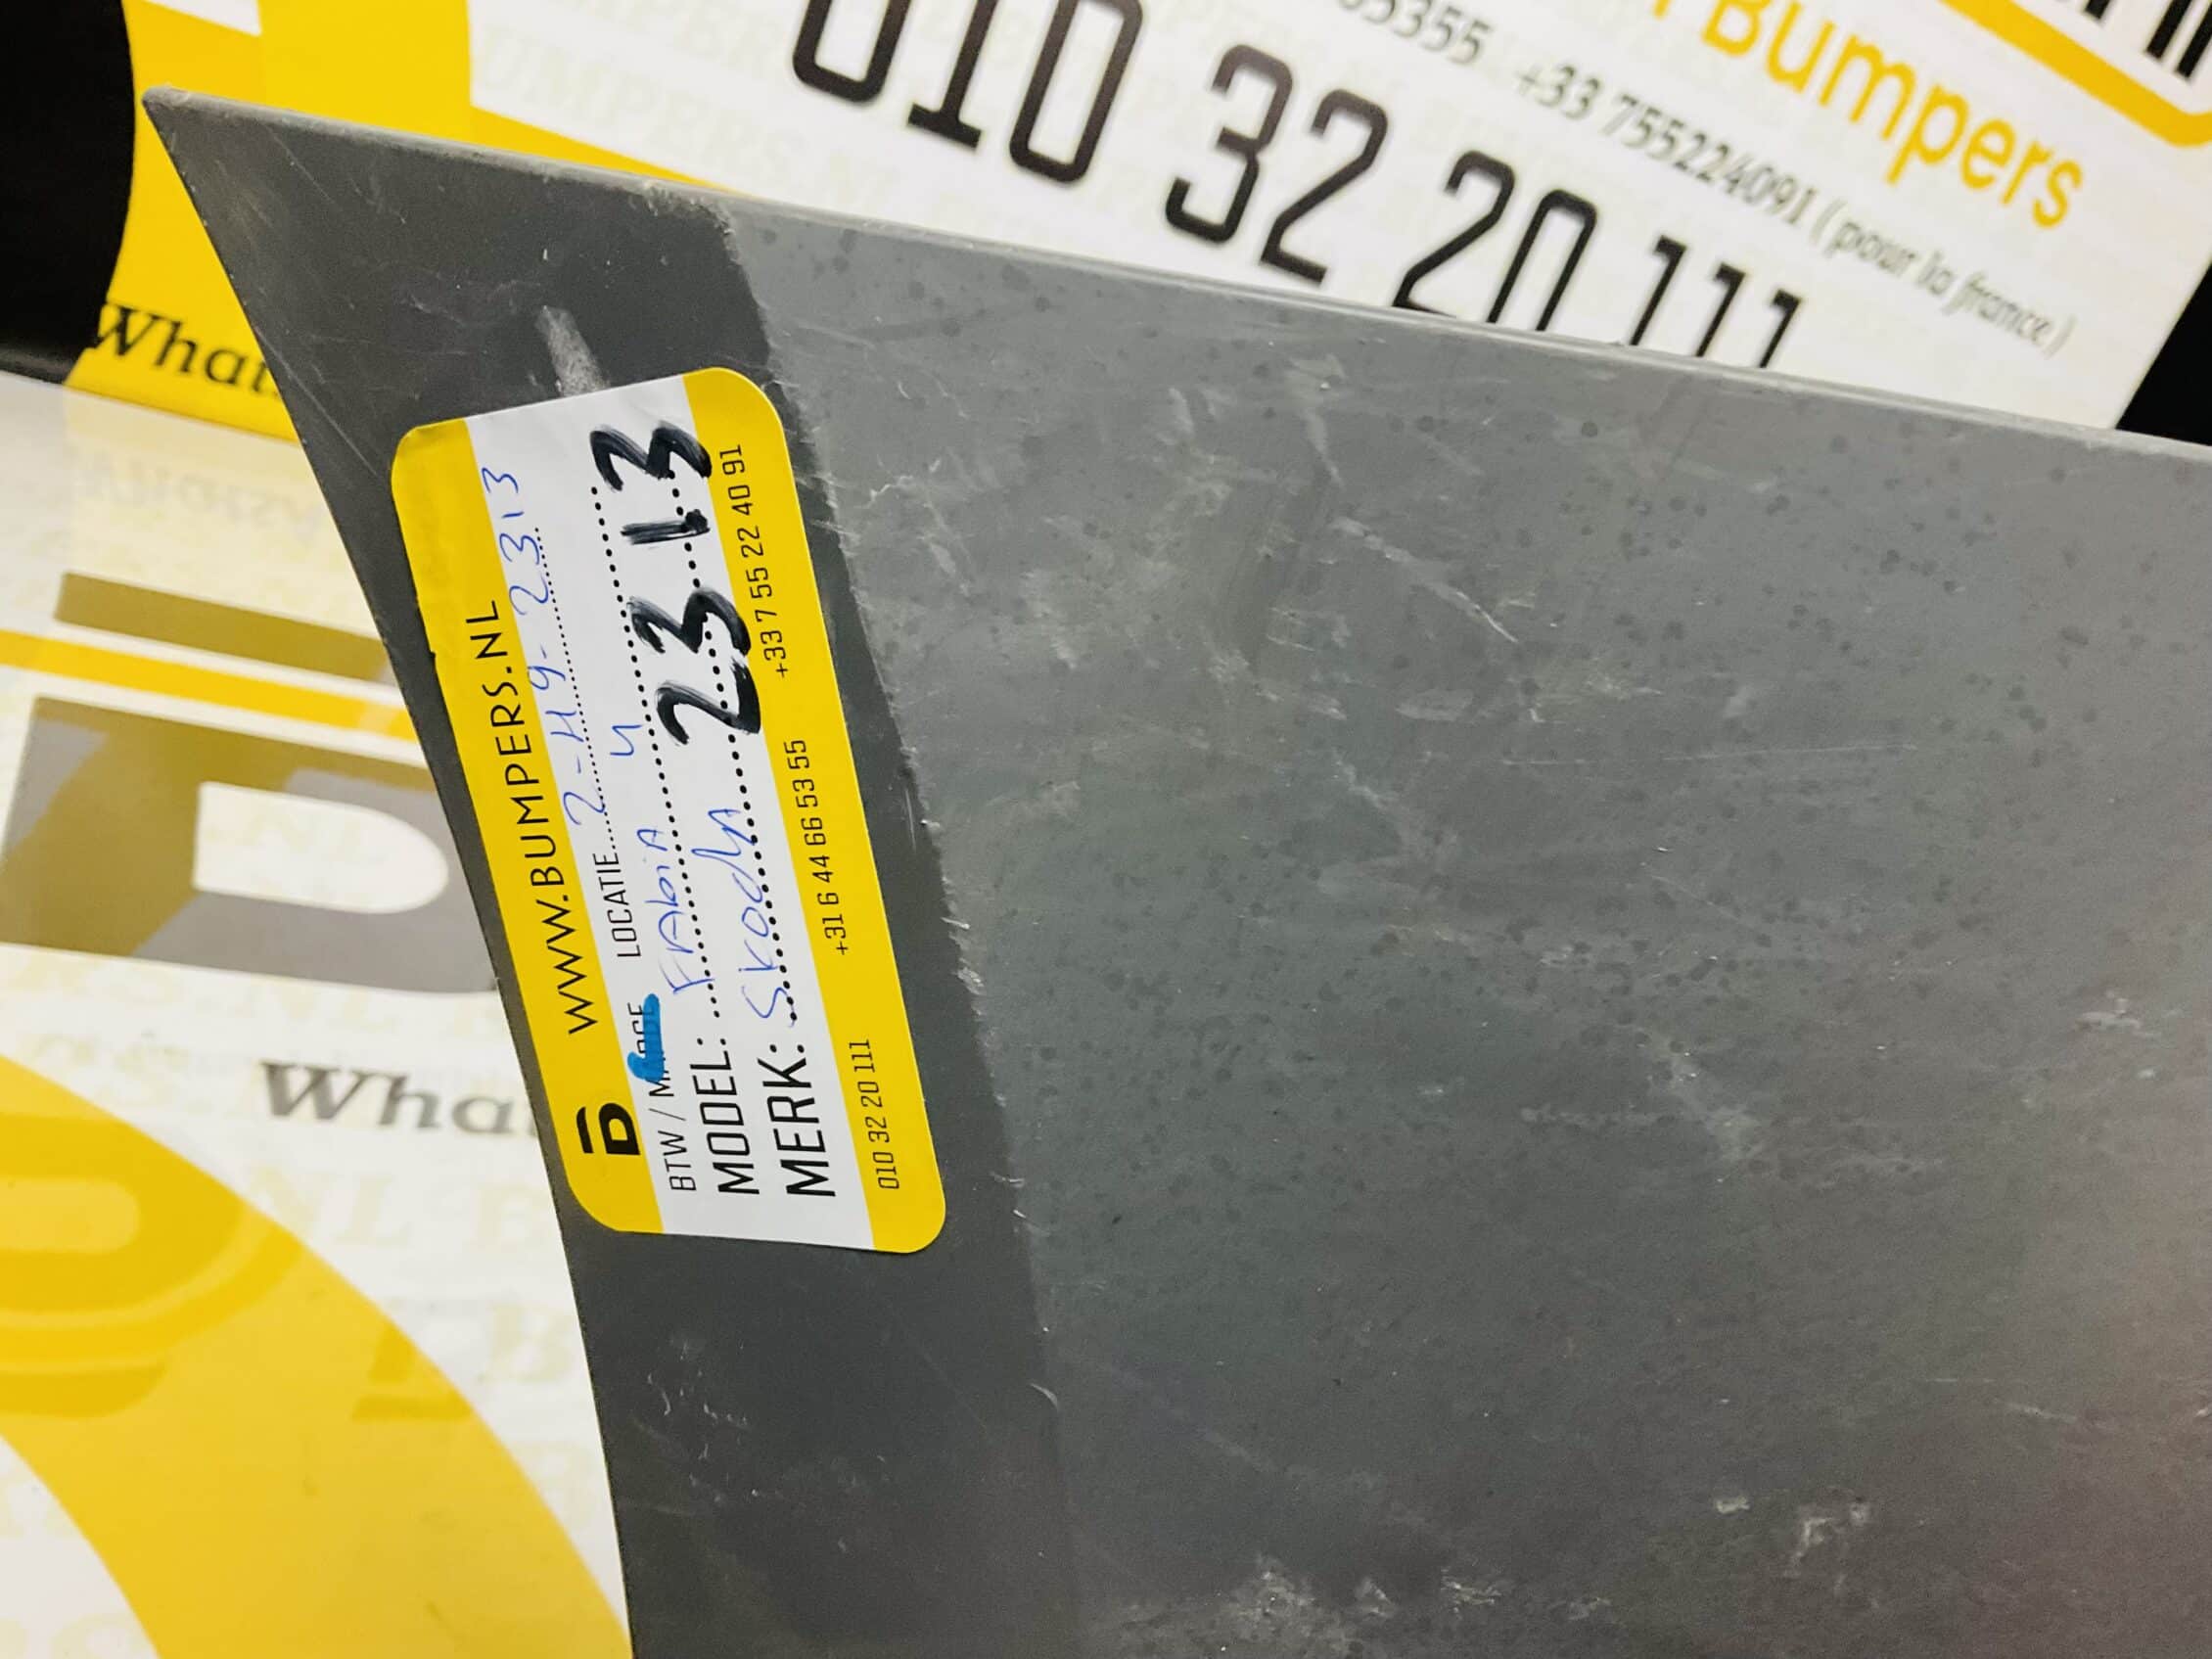 Bumpers
+33 755224091 (pour la france)
010 32 20 111
What
WWW.BUMPERS.NL
BTW / MARGE LOCATIE 2-H9-2313
MODEL: FAbiA 4
MERK: SKodA 2313
010 32 20 111 +31 6 44 66 53 55 +33 7 55 22 40 91
What